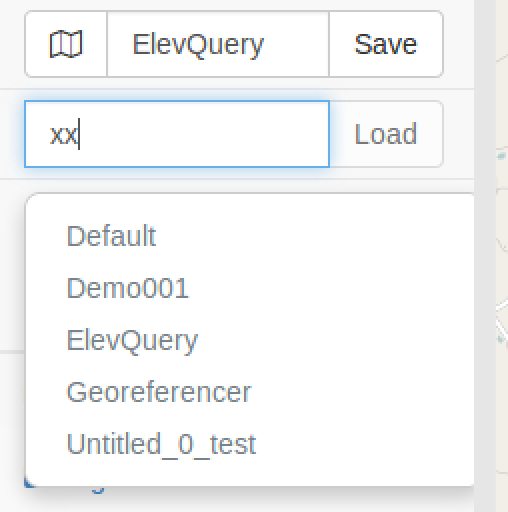 ElevQuery Save
xx Load
Default
Demo001
ElevQuery
Georeferencer
Untitled_0_test